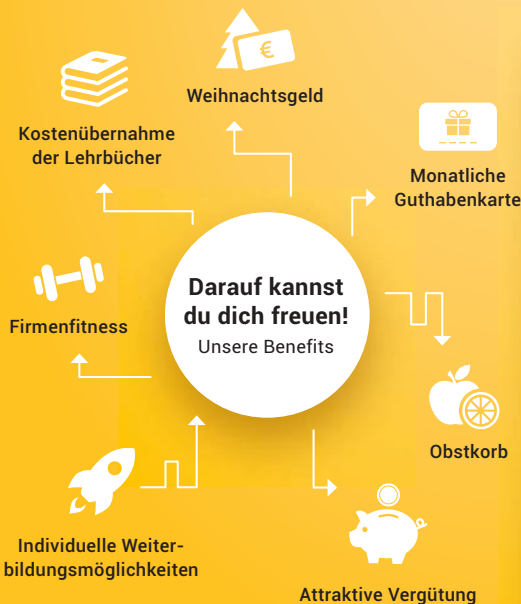 €
Weihnachtsgeld
Kostenübernahme
der Lehrbücher
Monatliche
Guthabenkarte
Darauf kannst
du dich freuen!
Unsere Benefits
Firmenfitness
Obstkorb
Individuelle Weiter-
bildungsmöglichkeiten
Attraktive Vergütung